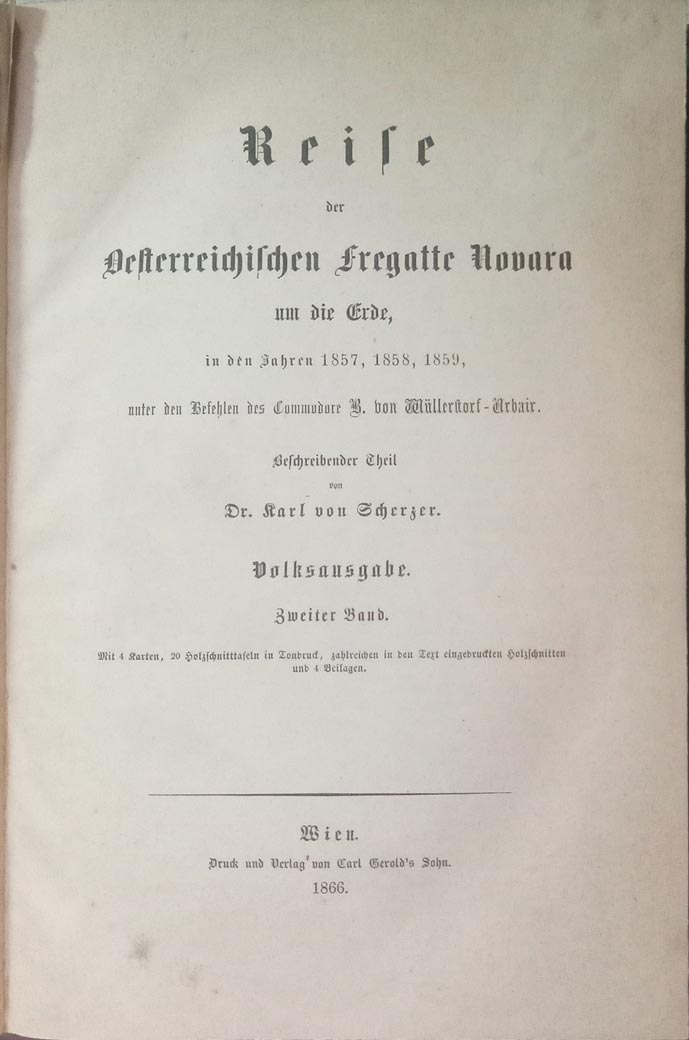 Reise
der
Oesterreichischen Fregatte Novara
um die Erde,
in den Jahren 1857, 1858, 1859,
unter den Befehlen des Commodore B. von Wüllerstorf-Urbair.
Beschreibender Theil
von
Dr. Karl von Scherzer.
Volksausgabe.
Zweiter Band.
Mit 4 Karten, 20 Holzschnitttafeln in Tondruck, zahlreichen in den Text eingedruckten Holzschnitten
und 4 Beilagen.
Wien.
Druck und Verlag von Carl Gerold's Sohn.
1866.